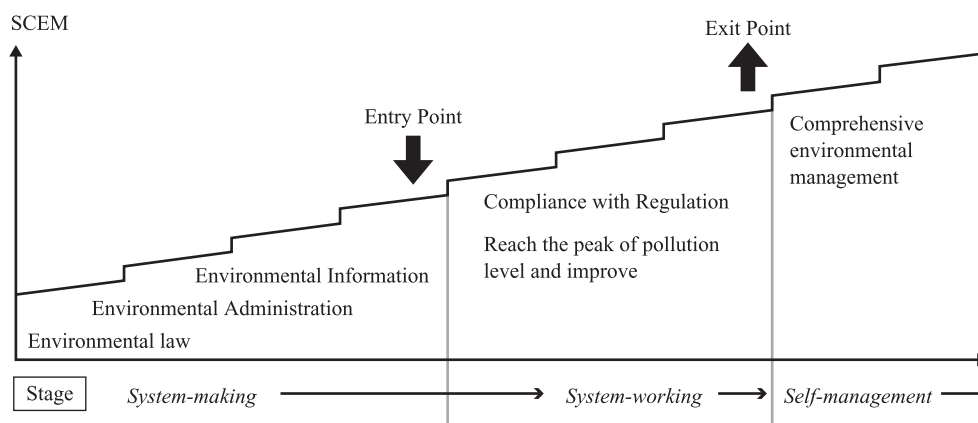 SCEM
Exit Point
Entry Point
Comprehensive
environmental
management
Compliance with Regulation
Reach the peak of pollution
level and improve
Environmental Information
Environmental Administration
Environmental law
Stage
System-making
System-working
Self-management